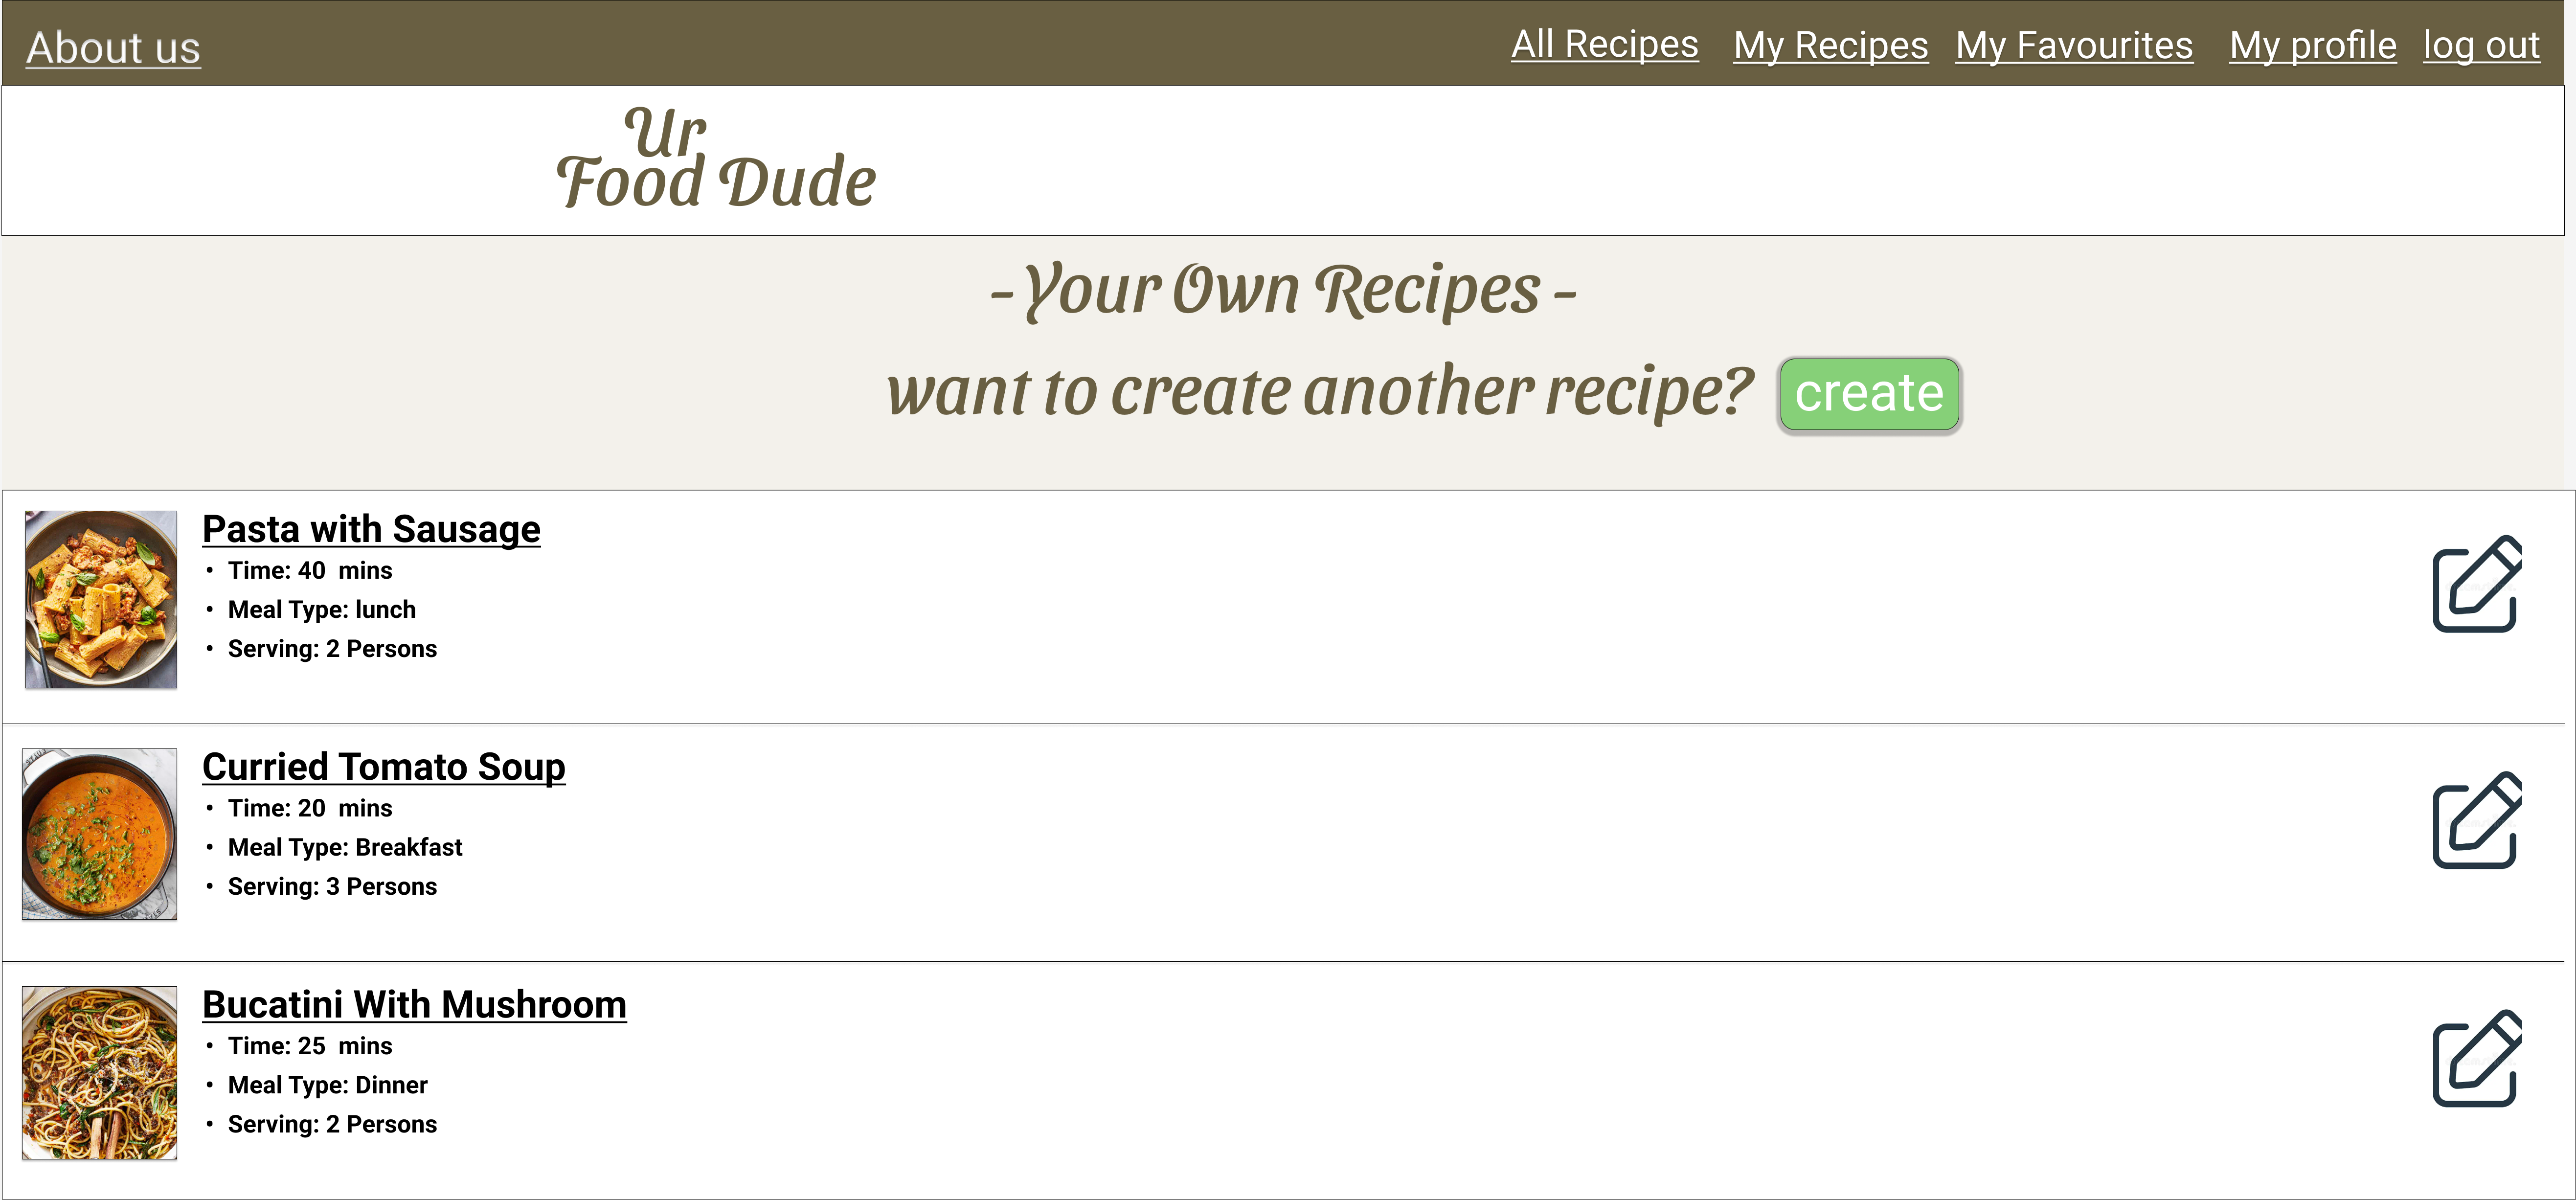 About us
All Recipes My Recipes My Favourites My profile log out
Ur
Food Dude
-Your Own Recipes -
want to create another recipe? create
Pasta with Sausage
• Time: 40 mins
• Meal Type: lunch
• Serving: 2 Persons
Curried Tomato Soup
• Time: 20 mins
• Meal Type: Breakfast
• Serving: 3 Persons
Bucatini With Mushroom
• Time: 25 mins
• Meal Type: Dinner
• Serving: 2 Persons